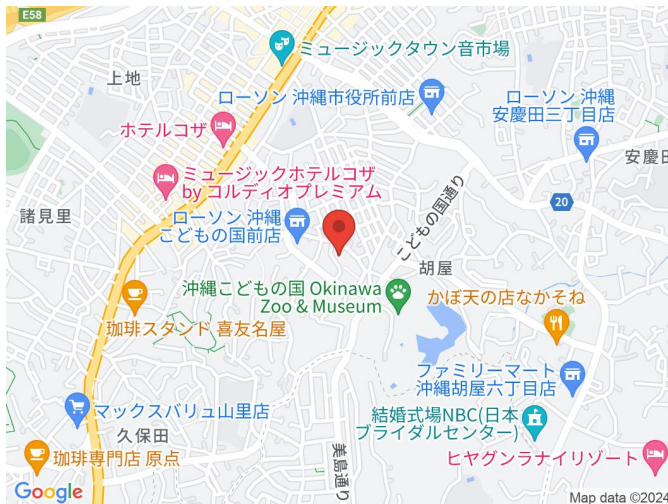 E58
ミュージックタウン音市場
上地
ローソン 沖縄市役所前店
ローソン 沖縄
安慶田三丁目店
ホテルコザ
安慶田
ミュージックホテルコザ
by コルディオプレミアム
20
諸見里
ローソン 沖縄
こどもの国前店
こどもの国通り
胡屋
沖縄こどもの国 Okinawa
Zoo & Museum
かぼ天の店なかそね
珈琲スタンド 喜友名屋
ファミリーマート
沖縄胡屋六丁目店
マックスバリュ山里店
結婚式場NBC(日本
ブライダルセンター)
久保田
美島通り
珈琲専門店 原点
ヒヤグンラナイリゾート
Google
Map data ©2024